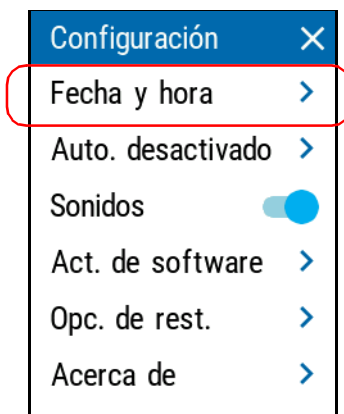 Configuración
Fecha y hora
Auto. desactivado
Sonidos
Act. de software
Opc. de rest.
Acerca de